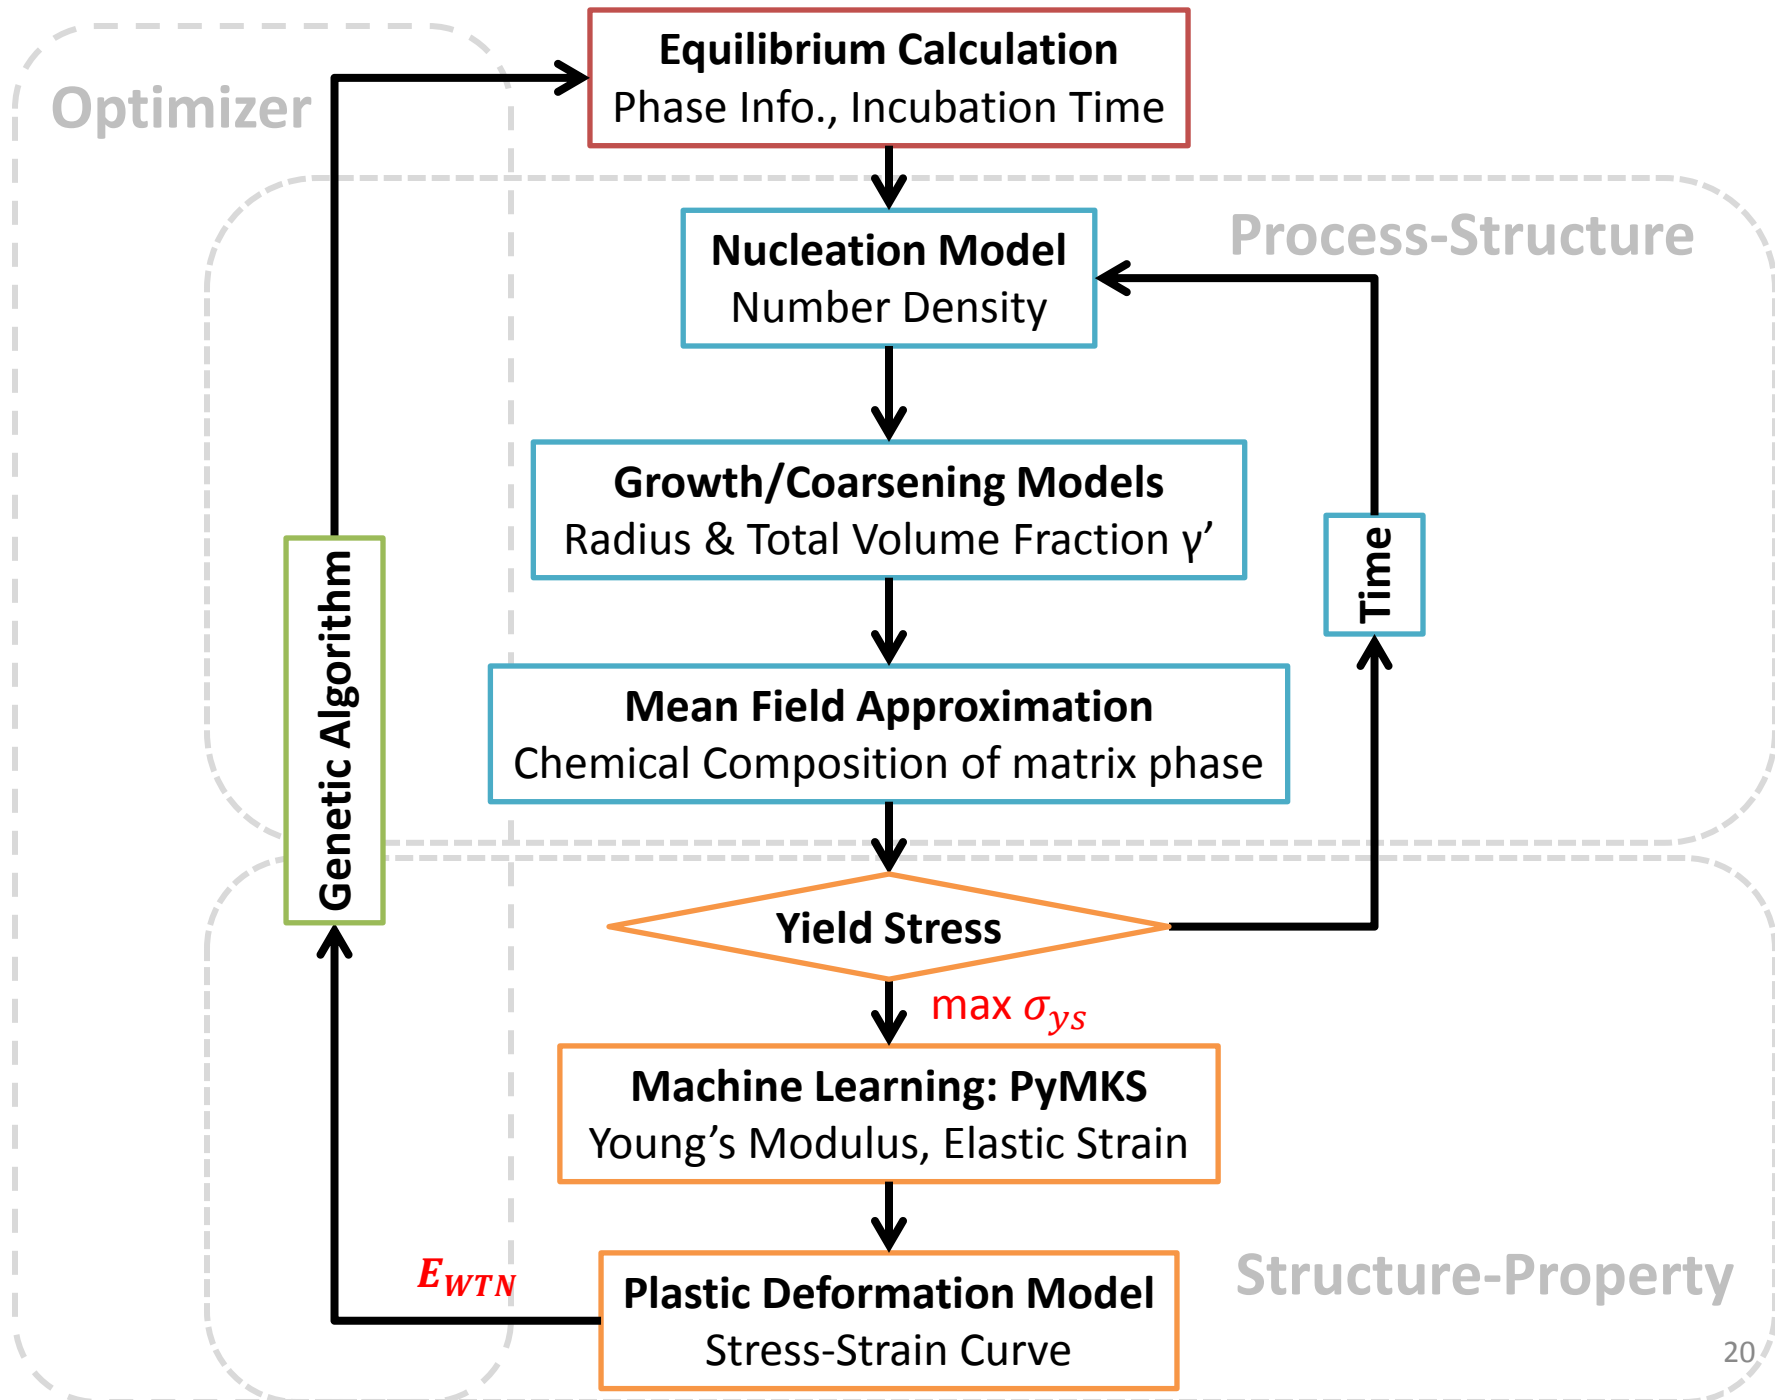 Optimizer
Equilibrium Calculation
Phase Info., Incubation Time
Process-Structure
Nucleation Model
Number Density
Growth/Coarsening Models
Radius & Total Volume Fraction γ’
Time
Genetic Algorithm
Mean Field Approximation
Chemical Composition of matrix phase
Yield Stress
max σ_ys
Machine Learning: PyMKS
Young’s Modulus, Elastic Strain
E_WTN
Plastic Deformation Model
Stress-Strain Curve
Structure-Property
20